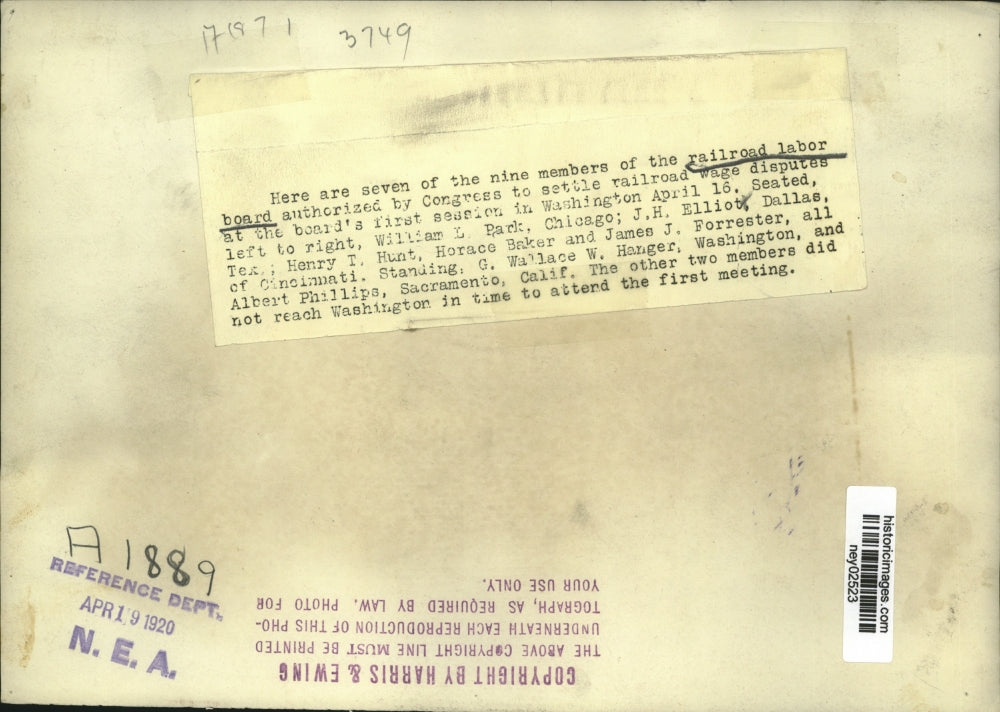 17871
3749
Here are seven of the nine members of the railroad labor
board authorized by Congress to settle railroad wage disputes
at the board's first session in Washington April 16. Seated,
left to right, William L. Park, Chicago; J.H. Elliot, Dallas,
Tex.; Henry T. Hunt, Horace Baker and James J. Forrester, all
of Cincinnati. Standing, G. Wallace W. Hanger, Washington, and
Albert Phillips, Sacramento, Calif. The other two members did
not reach Washington in time to attend the first meeting.
A 1889
REFERENCE DEPT.
APR 19 1920
N. E. A.
COPYRIGHT BY HARRIS & EWING
THE ABOVE COPYRIGHT LINE MUST BE PRINTED
UNDERNEATH EACH REPRODUCTION OF THIS PHO-
TOGRAPH, AS REQUIRED BY LAW. PHOTO FOR
YOUR USE ONLY.
historicimages.com
ney02523